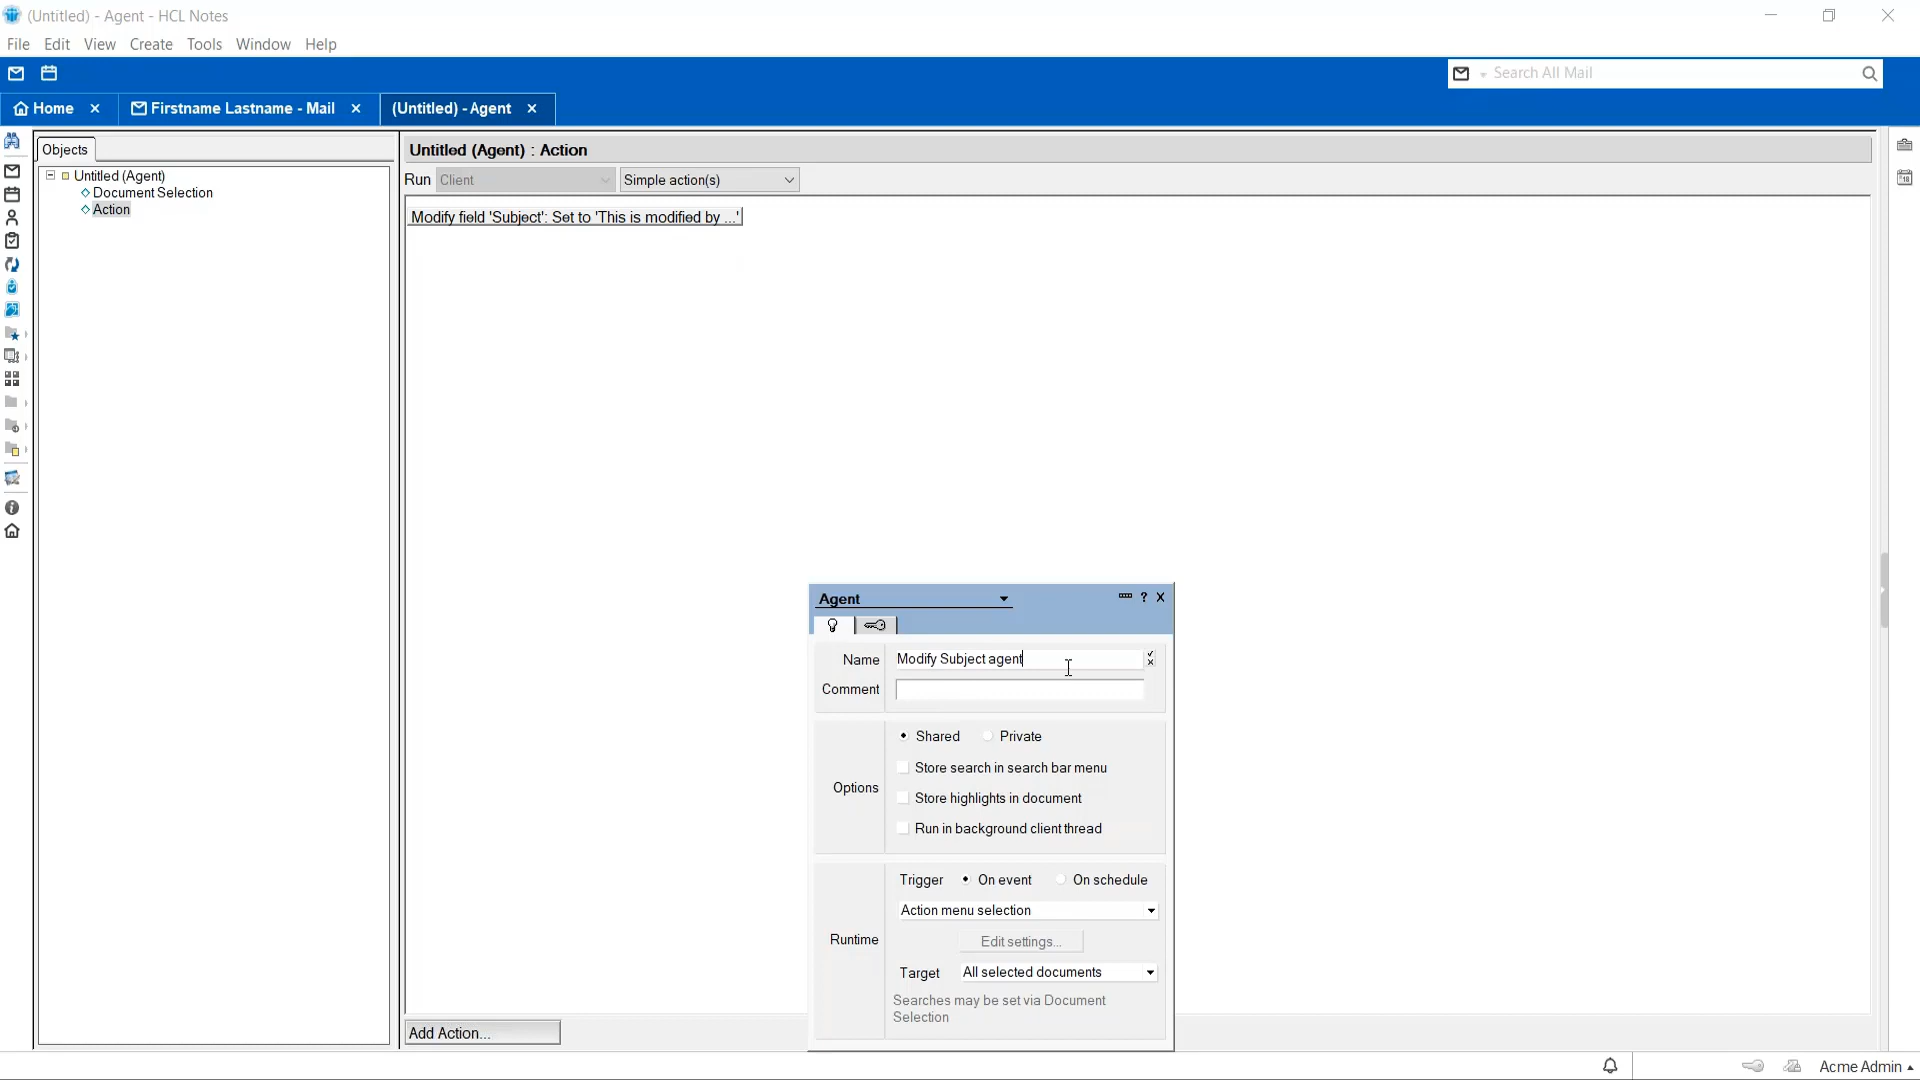 (Untitled) - Agent - HCL Notes
File Edit View Create Tools Window Help
Search All Mail
Home
Firstname Lastname - Mail
(Untitled) - Agent
Objects
Untitled (Agent)
Document Selection
Action
Untitled (Agent) : Action
Run Client Simple action(s)
Modify field 'Subject': Set to 'This is modified by ...'
Agent
Name Modify Subject agent
Comment
Options
Shared Private
Store search in search bar menu
Store highlights in document
Run in background client thread
Runtime
Trigger On event On schedule
Action menu selection
Edit settings...
Target All selected documents
Searches may be set via Document
Selection
Add Action...
Acme Admin